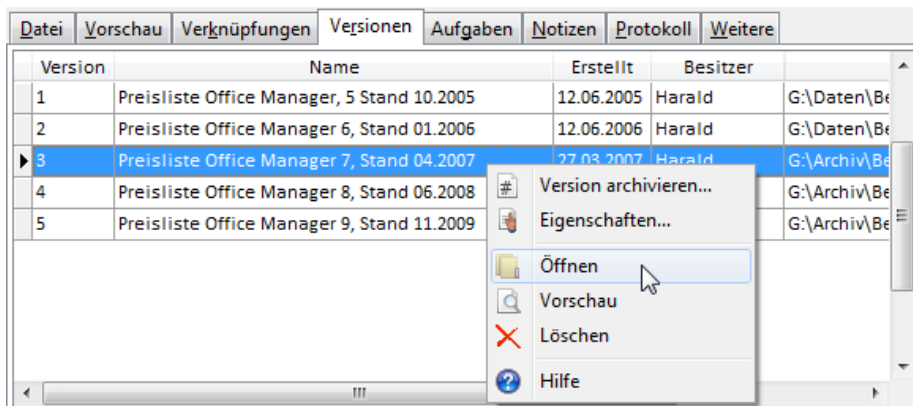 Datei Vorschau Verknüpfungen Versionen Aufgaben Notizen Protokoll Weitere
Version Name Erstellt Besitzer
1 Preisliste Office Manager, 5 Stand 10.2005 12.06.2005 Harald G:\Daten\Be
2 Preisliste Office Manager 6, Stand 01.2006 12.06.2006 Harald G:\Daten\Be
3 Preisliste Office Manager 7, Stand 04.2007 27.03.2007 Harald G:\Archiv\Be
4 Preisliste Office Manager 8, Stand 06.2008 G:\Archiv\Be
5 Preisliste Office Manager 9, Stand 11.2009 G:\Archiv\Be
# Version archivieren...
Eigenschaften...
Öffnen
Vorschau
Löschen
? Hilfe